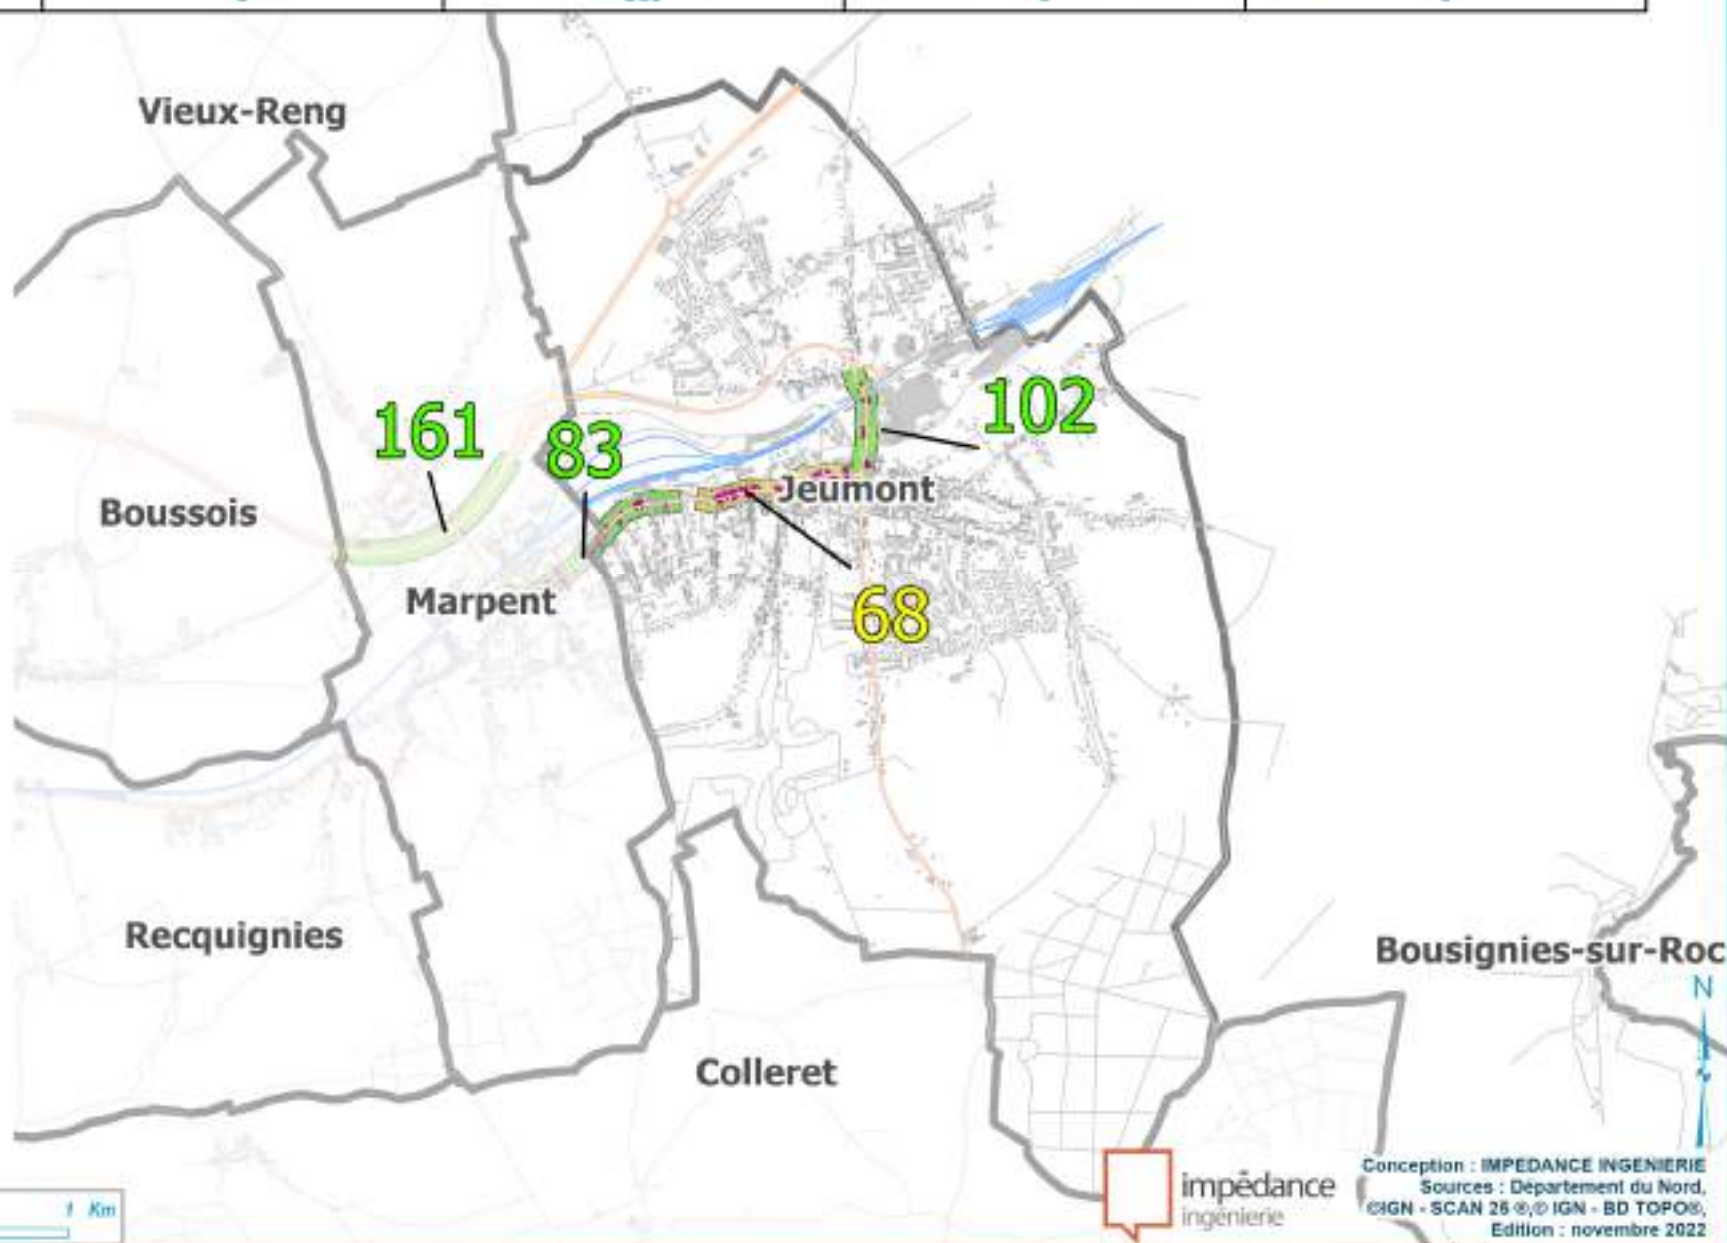 Vieux-Reng
161
83
102
Boussois
Jeumont
Marpent
68
Recquignies
Bousignies-sur-Roc
N
Colleret
1 Km
impédance
ingénierie
Conception : IMPEDANCE INGENIERIE
Sources : Département du Nord,
©IGN - SCAN 25 ®,© IGN - BD TOPO®,
Edition : novembre 2022